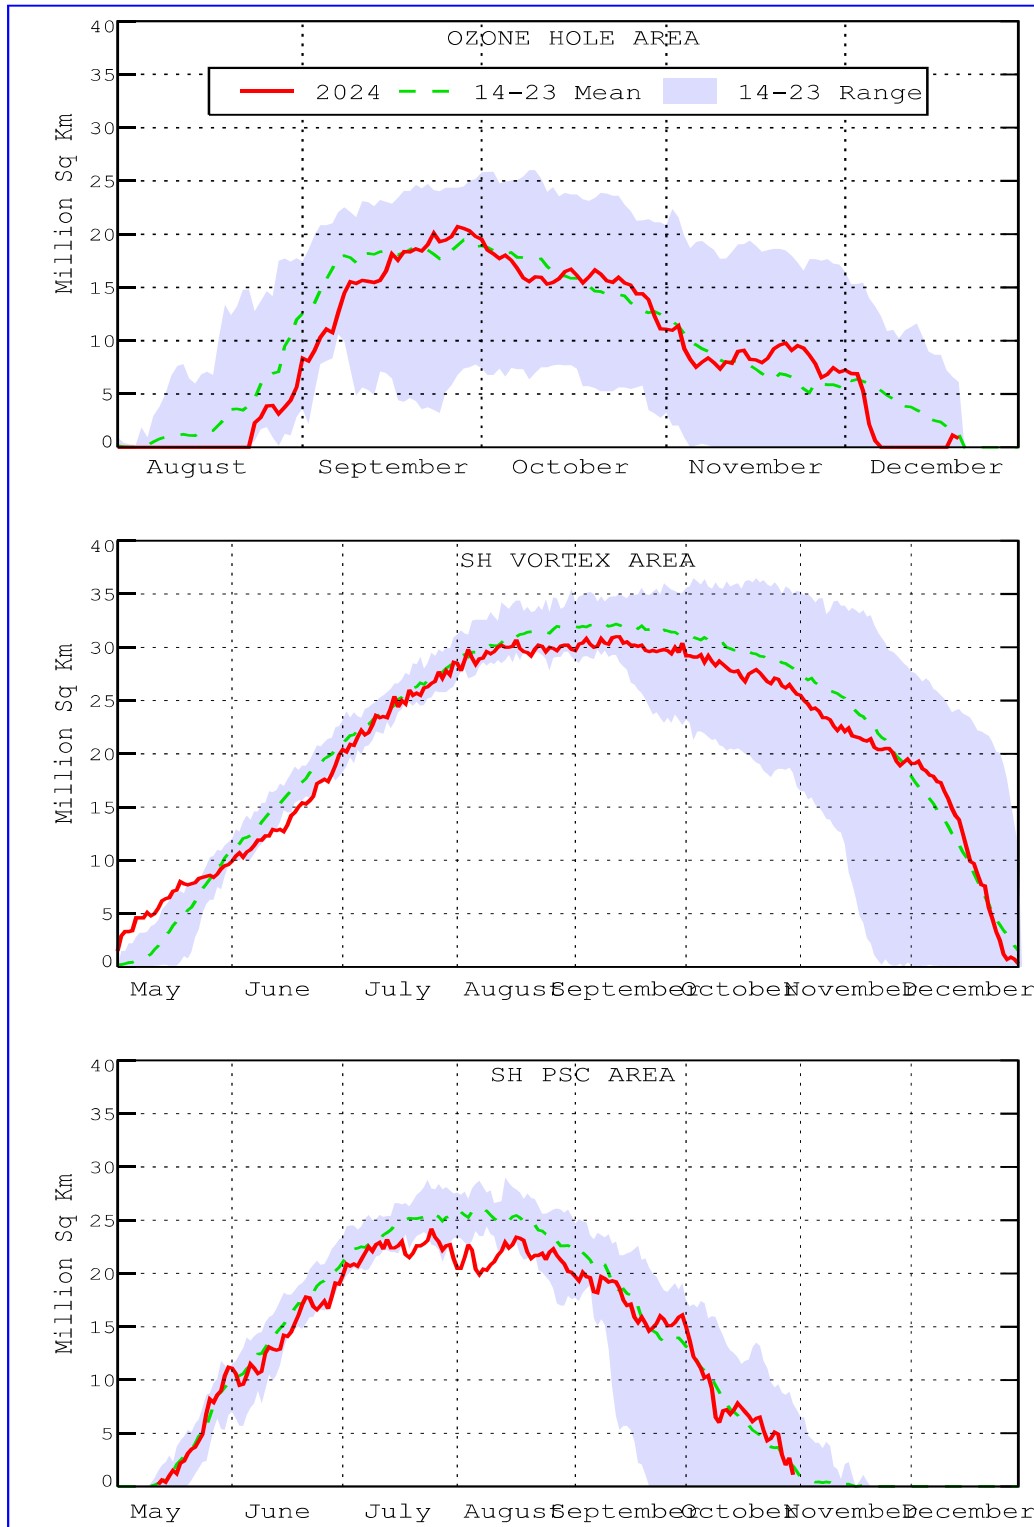 OZONE HOLE AREA
2024 14-23 Mean 14-23 Range
Million Sq Km
40
35
30
25
20
15
10
5
0
August September October November December
SH VORTEX AREA
Million Sq Km
40
35
30
25
20
15
10
5
0
May June July August September October November December
SH PSC AREA
Million Sq Km
40
35
30
25
20
15
10
5
0
May June July August September October November December